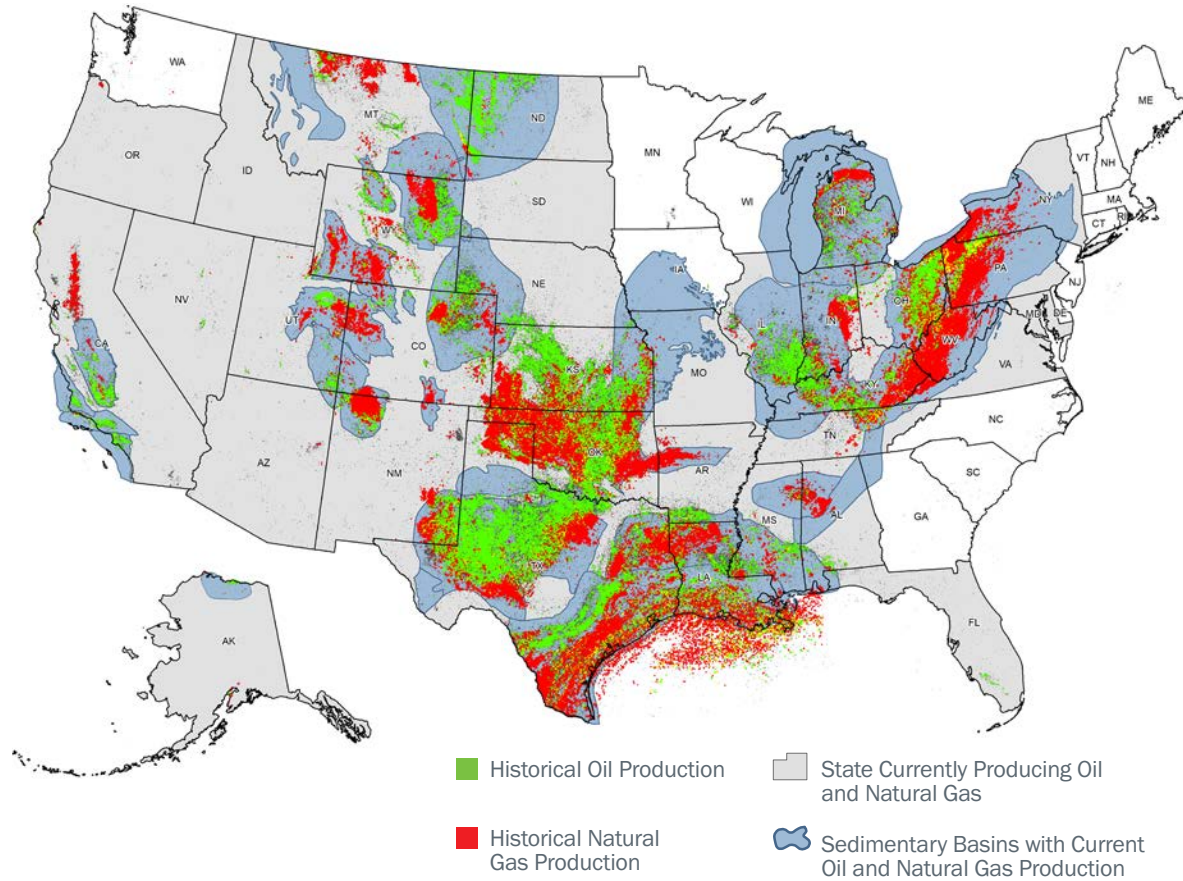 WA
ME
MT
ND
MN
VT
NH
OR
ID
SD
WI
MI
NY
MA
CT
RI
WY
IA
PA
NJ
NE
NV
OH
MD
DE
UT
IL
IN
CA
CO
WV
VA
KS
MO
KY
NC
TN
OK
AZ
NM
AR
SC
MS
AL
GA
TX
LA
AK
FL
Historical Oil Production
State Currently Producing Oil
and Natural Gas
Historical Natural
Gas Production
Sedimentary Basins with Current
Oil and Natural Gas Production